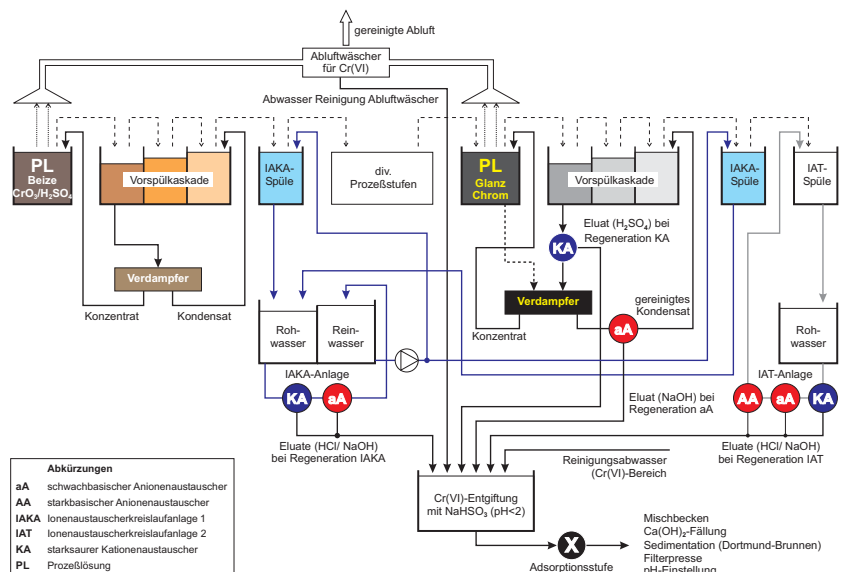 gereinigte Abluft
Abluftwäscher
für Cr(VI)
Abwasser Reinigung Abluftwäscher
PL
Beize
CrO₃/H₂SO₄
Vorspülkaskade
IAKA-
Spüle
div.
Prozeßstufen
PL
Glanz
Chrom
Vorspülkaskade
IAKA-
Spüle
IAT-
Spüle
Eluat (H₂SO₄) bei
Regeneration KA
KA
Verdampfer
Konzentrat
Kondensat
Verdampfer
Konzentrat
gereinigtes
Kondensat
aA
Roh-
wasser
Rein-
wasser
IAKA-Anlage
KA
aA
Eluate (HCl/ NaOH)
bei Regeneration IAKA
Roh-
wasser
IAT-Anlage
AA
aA
KA
Eluat (NaOH) bei
Regeneration aA
Eluate (HCl/ NaOH)
bei Regeneration IAT
Reinigungsabwasser
(Cr(VI)-Bereich
Cr(VI)-Entgiftung
mit NaHSO₃ (pH<2)
X
Adsorptionsstufe
Mischbecken
Ca(OH)₂-Fällung
Sedimentation (Dortmund-Brunnen)
Filterpresse
pH-Einstellung
Abkürzungen
aA schwachbasischer Anionenaustauscher
AA starkbasischer Anionenaustauscher
IAKA Ionenaustauscherkreislaufanlage 1
IAT Ionenaustauscherkreislaufanlage 2
KA starksaurer Kationenaustauscher
PL Prozeßlösung